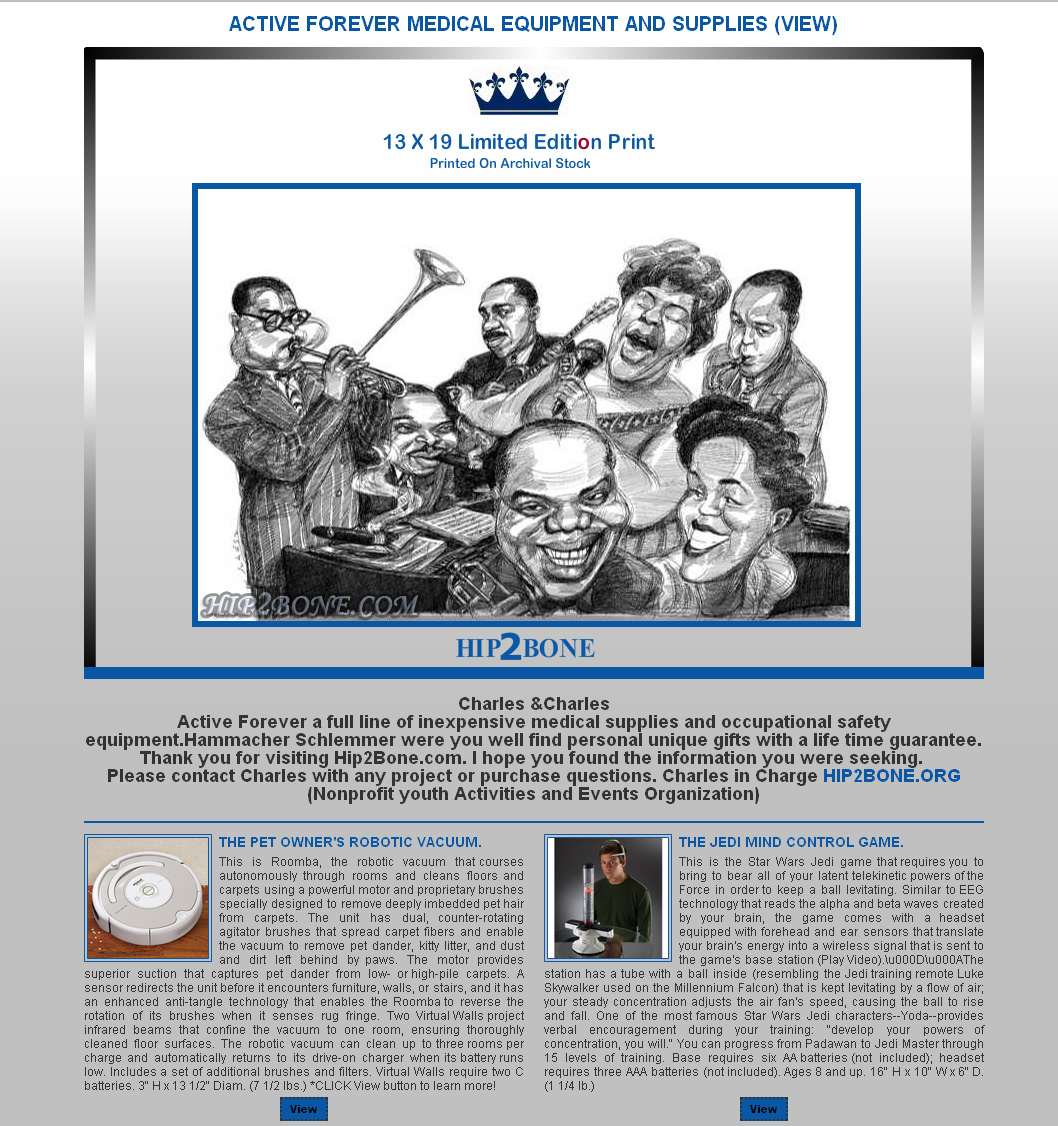 ACTIVE FOREVER MEDICAL EQUIPMENT AND SUPPLIES (VIEW)
13 X 19 Limited Edition Print
Printed On Archival Stock
HIP2BONE.COM
HIP2BONE
Charles &Charles
Active Forever a full line of inexpensive medical supplies and occupational safety
equipment.Hammacher Schlemmer were you well find personal unique gifts with a life time guarantee.
Thank you for visiting Hip2Bone.com. I hope you found the information you were seeking.
Please contact Charles with any project or purchase questions. Charles in Charge HIP2BONE.ORG
(Nonprofit youth Activities and Events Organization)
THE PET OWNER'S ROBOTIC VACUUM.
This is Roomba, the robotic vacuum that courses
autonomously through rooms and cleans floors and
carpets using a powerful motor and proprietary brushes
specially designed to remove deeply imbedded pet hair
from carpets. The unit has dual, counter-rotating
agitator brushes that spread carpet fibers and enable
the vacuum to remove pet dander, kitty litter, and dust
and dirt left behind by paws. The motor provides
superior suction that captures pet dander from low- or high-pile carpets. A
sensor redirects the unit before it encounters furniture, walls, or stairs, and it has
an enhanced anti-tangle technology that enables the Roomba to reverse the
rotation of its brushes when it senses rug fringe. Two Virtual Walls project
infrared beams that confine the vacuum to one room, ensuring thoroughly
cleaned floor surfaces. The robotic vacuum can clean up to three rooms per
charge and automatically returns to its drive-on charger when its battery runs
low. Includes a set of additional brushes and filters. Virtual Walls require two C
batteries. 3" H x 13 1/2" Diam. (7 1/2 lbs.) *CLICK View button to learn more!
View
THE JEDI MIND CONTROL GAME.
This is the Star Wars Jedi game that requires you to
bring to bear all of your latent telekinetic powers of the
Force in order to keep a ball levitating. Similar to EEG
technology that reads the alpha and beta waves created
by your brain, the game comes with a headset
equipped with forehead and ear sensors that translate
your brain's energy into a wireless signal that is sent to
the game's base station (Play Video).\u000D\u000AThe
station has a tube with a ball inside (resembling the Jedi training remote Luke
Skywalker used on the Millennium Falcon) that is kept levitating by a flow of air;
your steady concentration adjusts the air fan's speed, causing the ball to rise
and fall. One of the most famous Star Wars Jedi characters--Yoda--provides
verbal encouragement during your training: "develop your powers of
concentration, you will." You can progress from Padawan to Jedi Master through
15 levels of training. Base requires six AA batteries (not included); headset
requires three AAA batteries (not included). Ages 8 and up. 16" H x 10" W x 6" D.
(1 1/4 lb.)
View